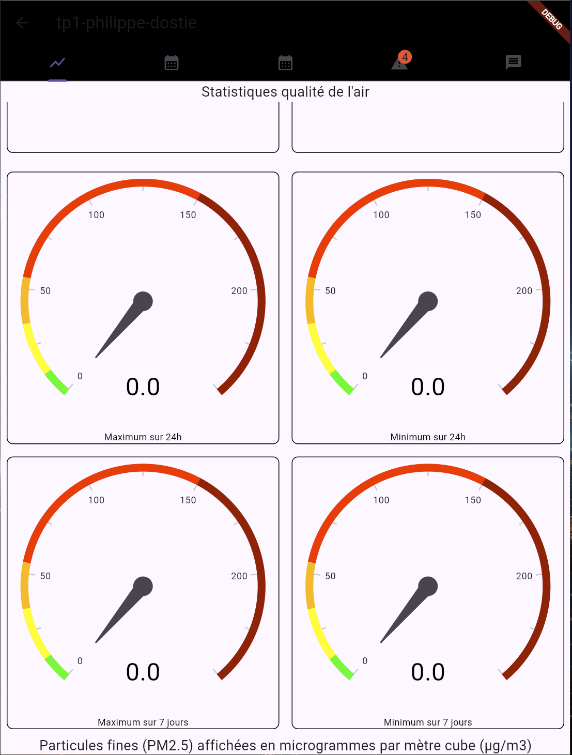 DEBUG
tp1-philippe-dostie
4
Statistiques qualité de l'air
100 150
50 200
0
0.0
Maximum sur 24h
100 150
50 200
0
0.0
Minimum sur 24h
100 150
50 200
0
0.0
Maximum sur 7 jours
100 150
50 200
0
0.0
Minimum sur 7 jours
Particules fines (PM2.5) affichées en microgrammes par mètre cube (µg/m3)